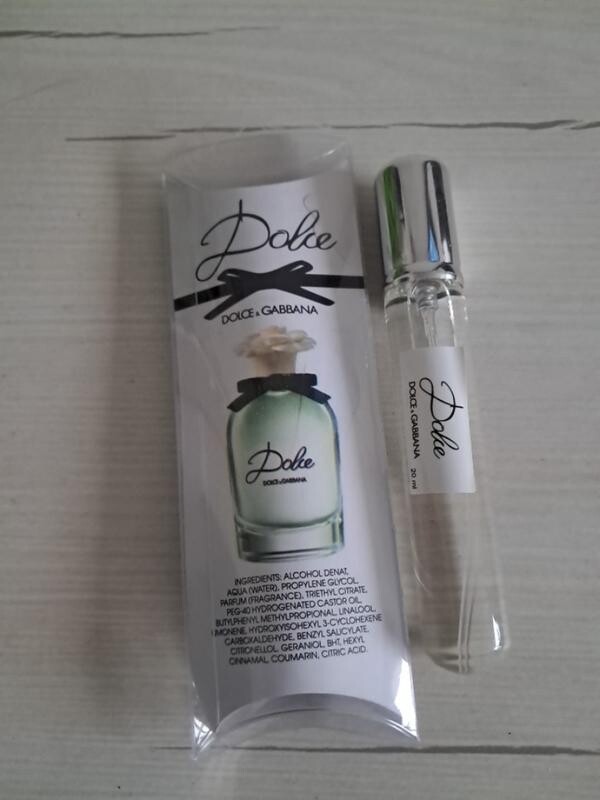 Dolce
DOLCE & GABBANA
Dolce
DOLCE & GABBANA
INGREDIENTS: ALCOHOL DENAT,
AQUA (WATER), PROPYLENE GLYCOL,
PARFUM (FRAGRANCE), TRIETHYL CITRATE,
PEG-40 HYDROGENATED CASTOR OIL,
BUTYLPHENYL METHYLPROPIONAL, LINALOOL,
LIMONENE, HYDROXYISOHEXYL 3-CYCLOHEXENE
CARBOXALDEHYDE, BENZYL SALICYLATE,
CITRONELLOL, GERANIOL, BHT, HEXYL
CINNAMAL, COUMARIN, CITRIC ACID.
Dolce
DOLCE & GABBANA 20 ml